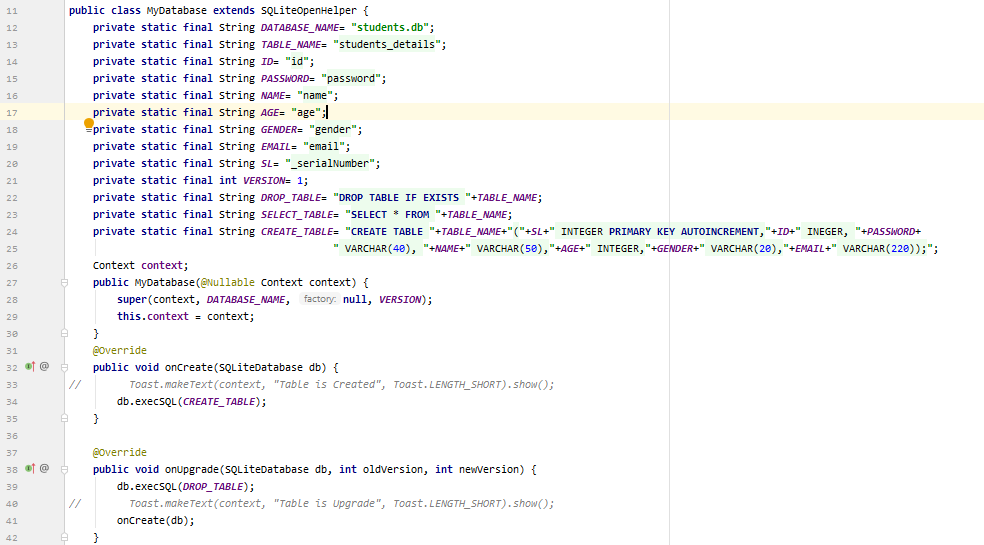 11 public class MyDatabase extends SQLiteOpenHelper {
12 private static final String DATABASE_NAME= "students.db";
13 private static final String TABLE_NAME= "students_details";
14 private static final String ID= "id";
15 private static final String PASSWORD= "password";
16 private static final String NAME= "name";
17 private static final String AGE= "age";
18 private static final String GENDER= "gender";
19 private static final String EMAIL= "email";
20 private static final String SL= "_serialNumber";
21 private static final int VERSION= 1;
22 private static final String DROP_TABLE= "DROP TABLE IF EXISTS "+TABLE_NAME;
23 private static final String SELECT_TABLE= "SELECT * FROM "+TABLE_NAME;
24 private static final String CREATE_TABLE= "CREATE TABLE "+TABLE_NAME+"("+SL+" INTEGER PRIMARY KEY AUTOINCREMENT,"+ID+" INEGER, "+PASSWORD+
25 " VARCHAR(40), "+NAME+" VARCHAR(50),"+AGE+" INTEGER,"+GENDER+" VARCHAR(20),"+EMAIL+" VARCHAR(220));";
26 Context context;
27 public MyDatabase(@Nullable Context context) {
28 super(context, DATABASE_NAME, factory: null, VERSION);
29 this.context = context;
30 }
31 @Override
32 @ public void onCreate(SQLiteDatabase db) {
33 // Toast.makeText(context, "Table is Created", Toast.LENGTH_SHORT).show();
34 db.execSQL(CREATE_TABLE);
35 }
36
37 @Override
38 @ public void onUpgrade(SQLiteDatabase db, int oldVersion, int newVersion) {
39 db.execSQL(DROP_TABLE);
40 // Toast.makeText(context, "Table is Upgrade", Toast.LENGTH_SHORT).show();
41 onCreate(db);
42 }